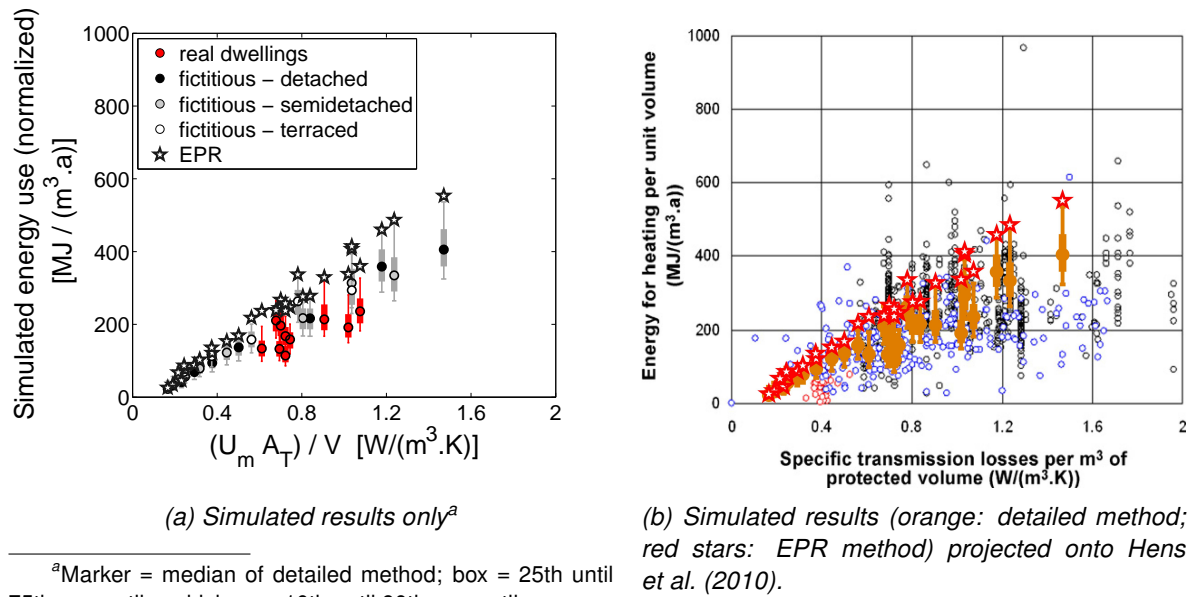 Simulated energy use (normalized)
[MJ / (m³.a)]
1000
800
600
400
200
0
real dwellings
fictitious − detached
fictitious − semidetached
fictitious − terraced
EPR
0 0.4 0.8 1.2 1.6 2
(U_m A_T) / V [W/(m³.K)]
(a) Simulated results only^a
^aMarker = median of detailed method; box = 25th until
Energy for heating per unit volume
(MJ/(m³.a))
1000
800
600
400
200
0
0 0.4 0.8 1.2 1.6 2
Specific transmission losses per m³ of
protected volume (W/(m³.K))
(b) Simulated results (orange: detailed method;
red stars: EPR method) projected onto Hens
et al. (2010).